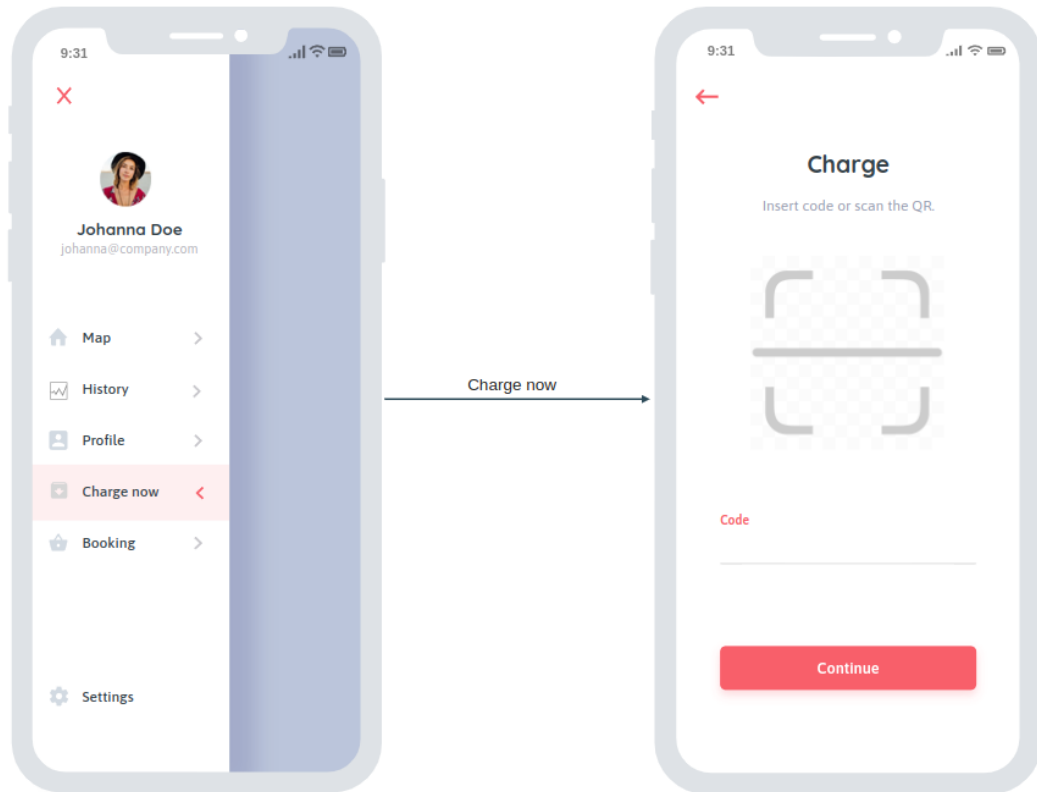 9:31
Johanna Doe
johanna@company.com
Map
History
Profile
Charge now
Booking
Settings
Charge now
9:31
Charge
Insert code or scan the QR.
Code
Continue